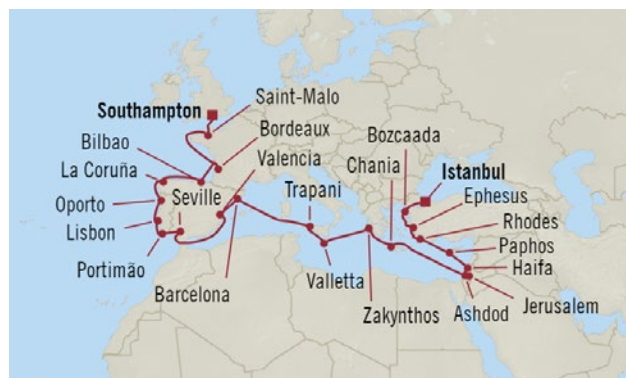 Southampton
Saint-Malo
Bordeaux
Bilbao
Valencia
La Coruña
Seville
Oporto
Lisbon
Portimão
Barcelona
Trapani
Valletta
Chania
Bozcaada
Istanbul
Ephesus
Rhodes
Paphos
Haifa
Jerusalem
Ashdod
Zakynthos